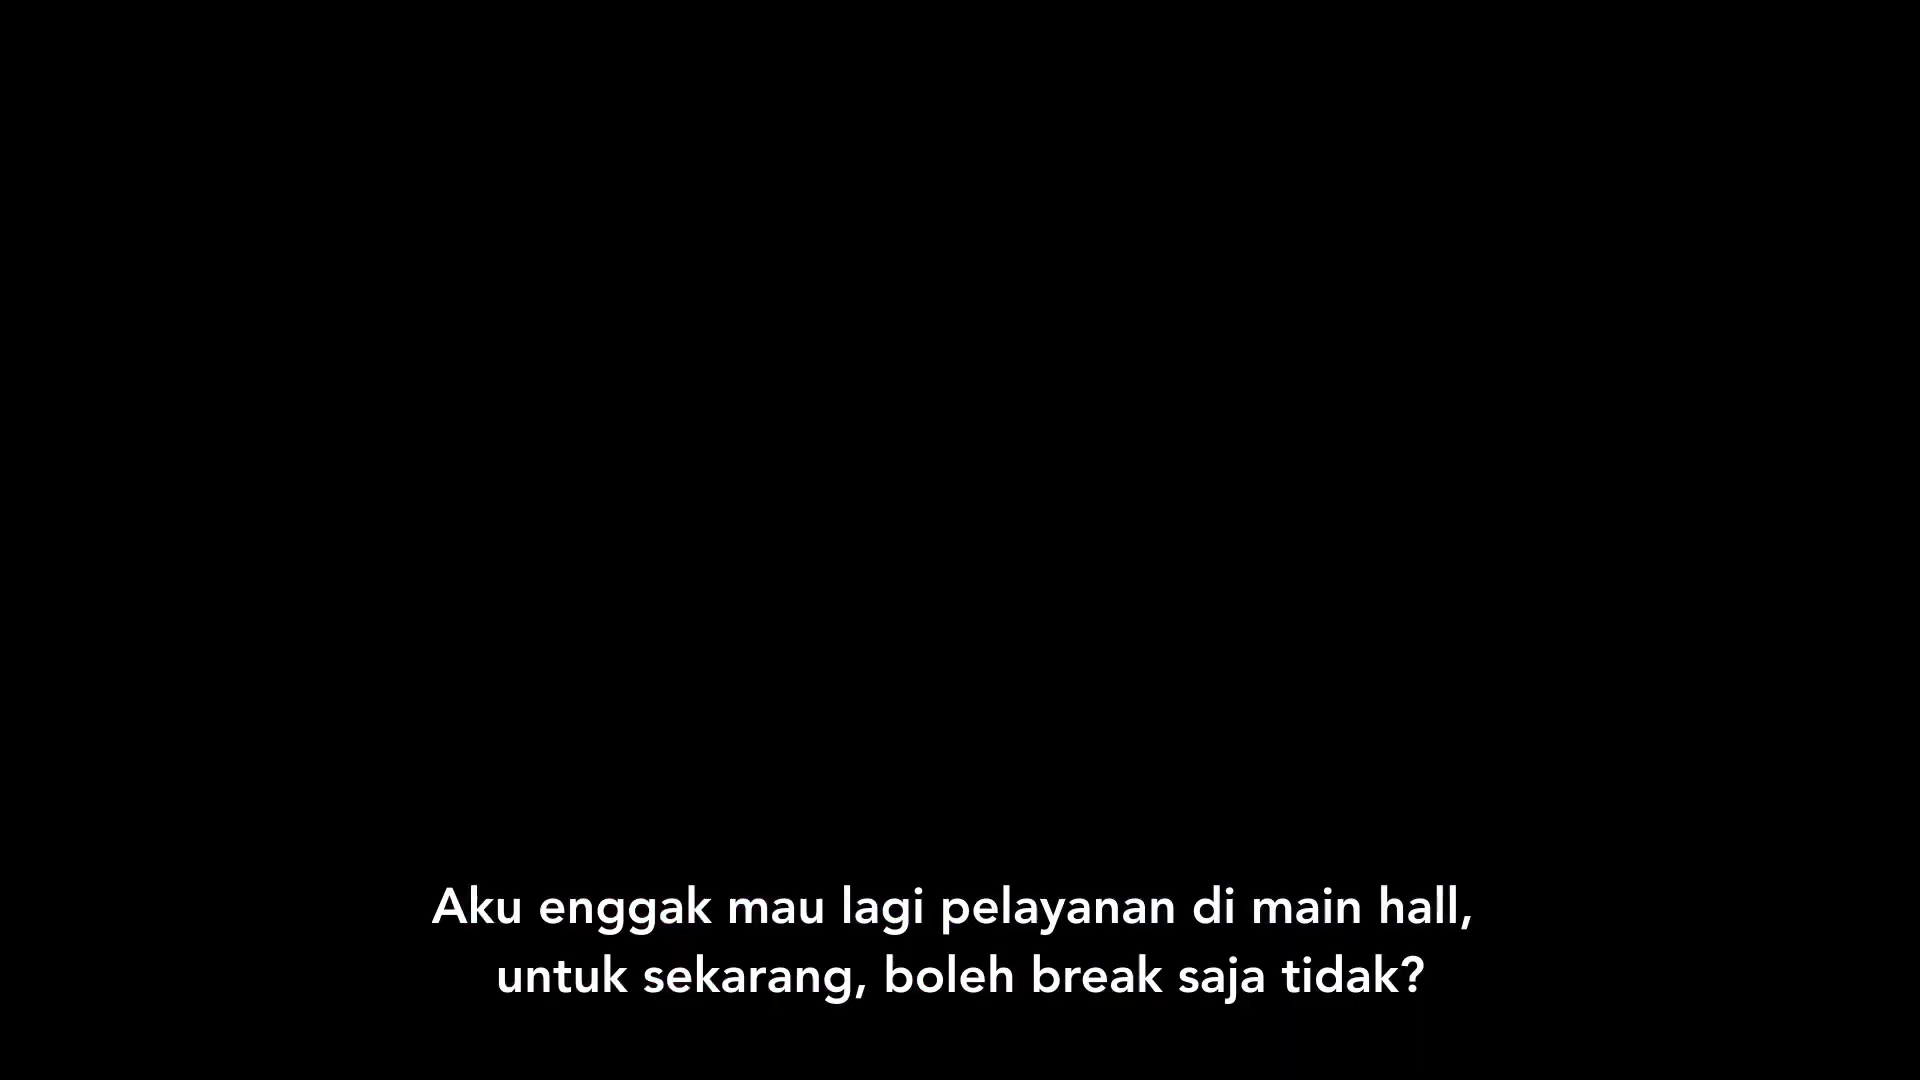 Aku enggak mau lagi pelayanan di main hall,
untuk sekarang, boleh break saja tidak?